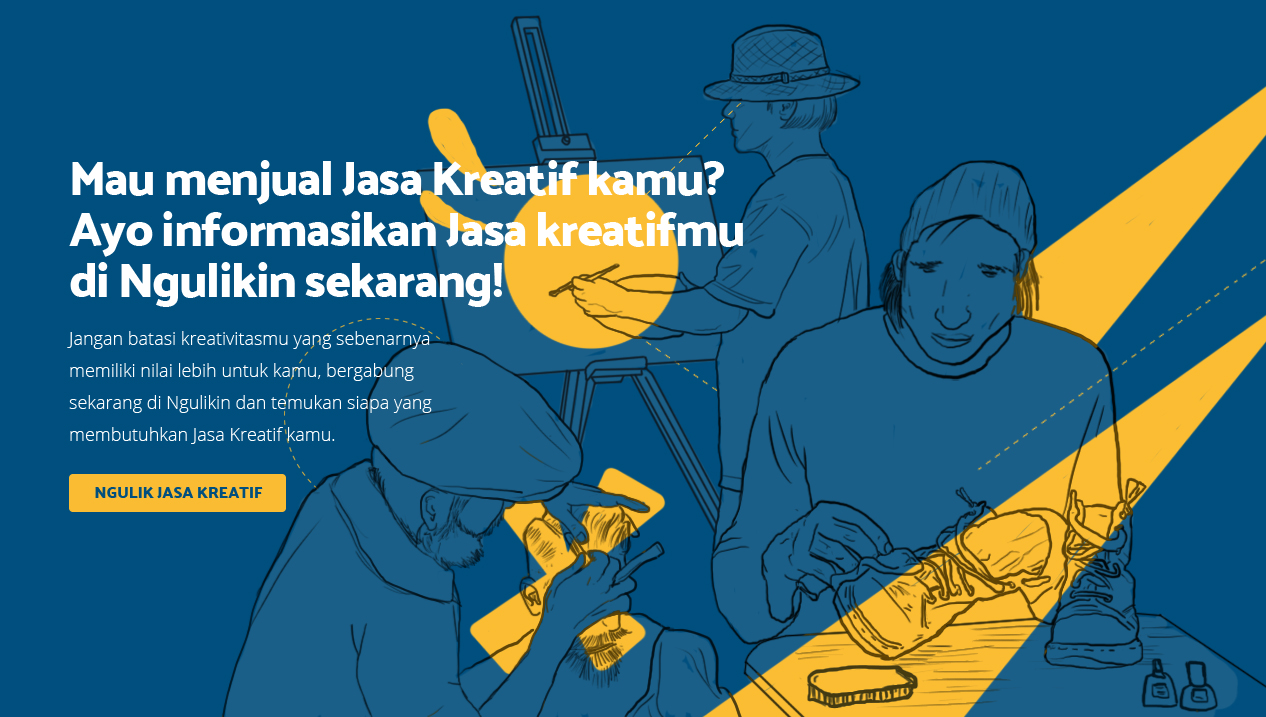 Mau menjual Jasa Kreatif kamu?
Ayo informasikan Jasa kreatifmu
di Ngulikin sekarang!
Jangan batasi kreativitasmu yang sebenarnya
memiliki nilai lebih untuk kamu, bergabung
sekarang di Ngulikin dan temukan siapa yang
membutuhkan Jasa Kreatif kamu.
NGULIK JASA KREATIF